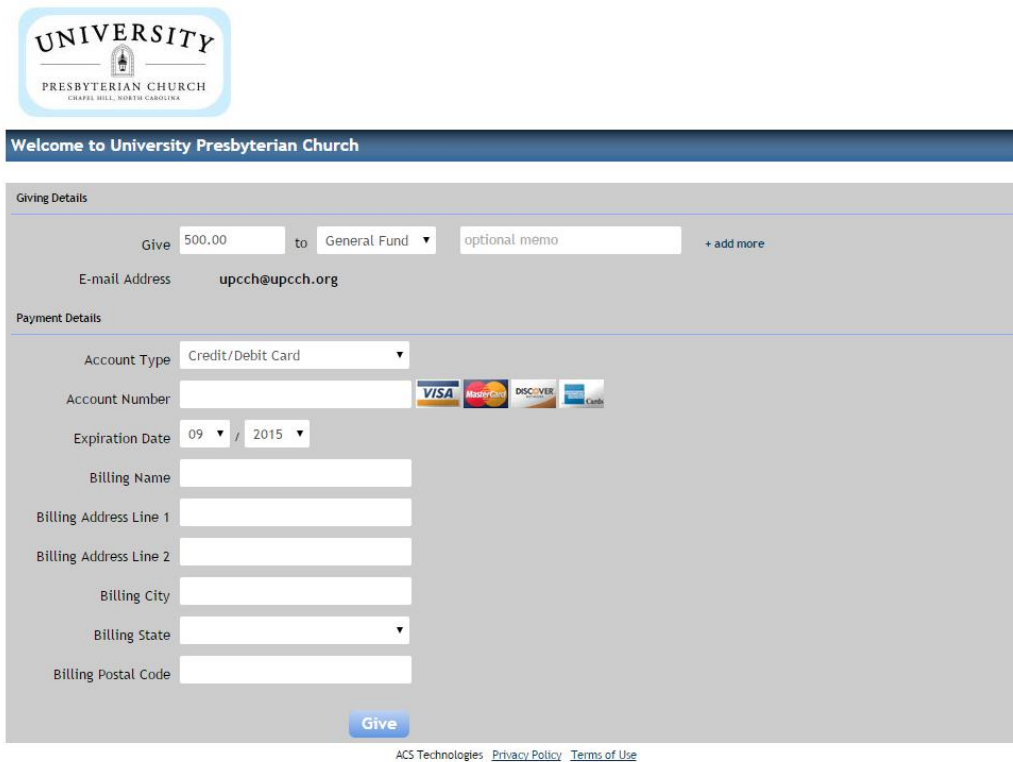 UNIVERSITY
PRESBYTERIAN CHURCH
CHAPEL HILL, NORTH CAROLINA
Welcome to University Presbyterian Church
Giving Details
Give 500.00 to General Fund ▼ optional memo + add more
E-mail Address upcch@upcch.org
Payment Details
Account Type Credit/Debit Card ▼
Account Number VISA MasterCard DISCOVER Cards
Expiration Date 09 ▼ / 2015 ▼
Billing Name
Billing Address Line 1
Billing Address Line 2
Billing City
Billing State ▼
Billing Postal Code
Give
ACS Technologies Privacy Policy Terms of Use